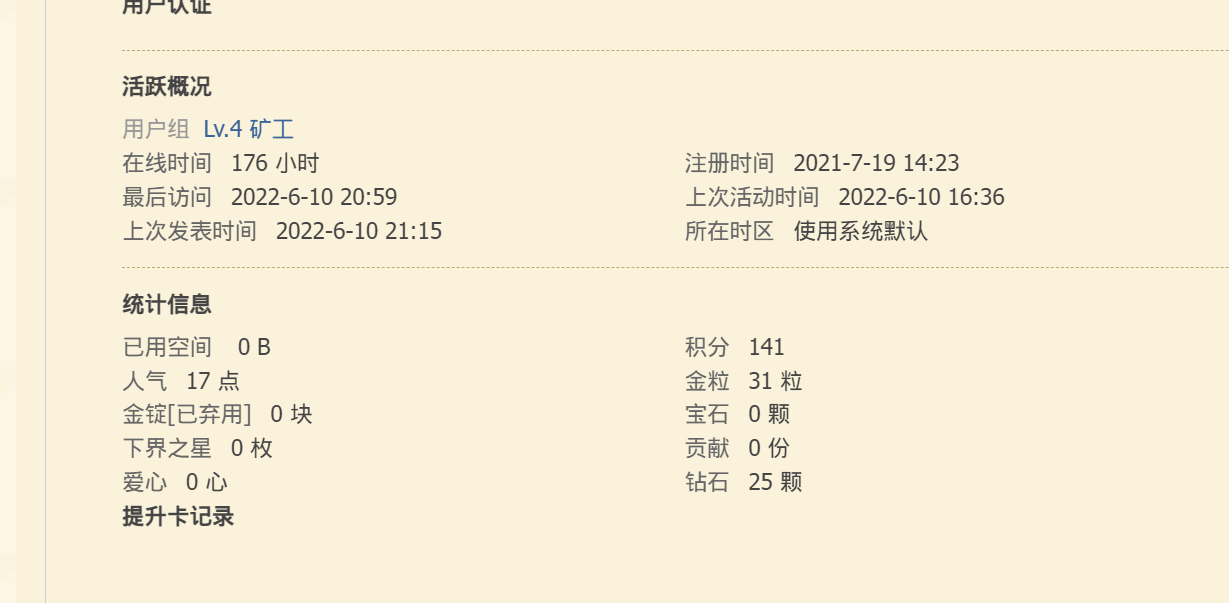 用户认证
活跃概况
用户组 Lv.4 矿工
在线时间 176 小时 注册时间 2021-7-19 14:23
最后访问 2022-6-10 20:59 上次活动时间 2022-6-10 16:36
上次发表时间 2022-6-10 21:15 所在时区 使用系统默认
统计信息
已用空间 0 B 积分 141
人气 17 点 金粒 31 粒
金锭[已弃用] 0 块 宝石 0 颗
下界之星 0 枚 贡献 0 份
爱心 0 心 钻石 25 颗
提升卡记录